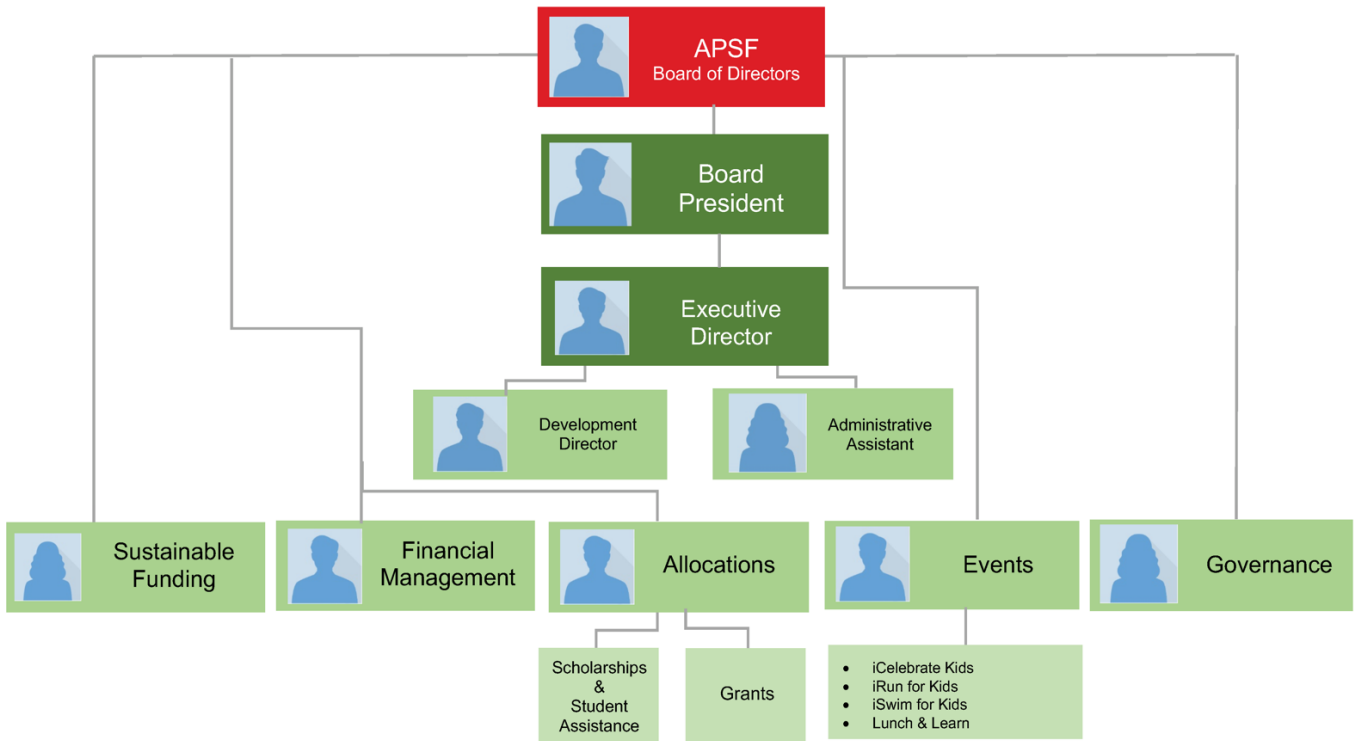 APSF
Board of Directors
Board
President
Executive
Director
Development
Director
Administrative
Assistant
Sustainable
Funding
Financial
Management
Allocations
Events
Governance
Scholarships
&
Student
Assistance
Grants
• iCelebrate Kids
• iRun for Kids
• iSwim for Kids
• Lunch & Learn